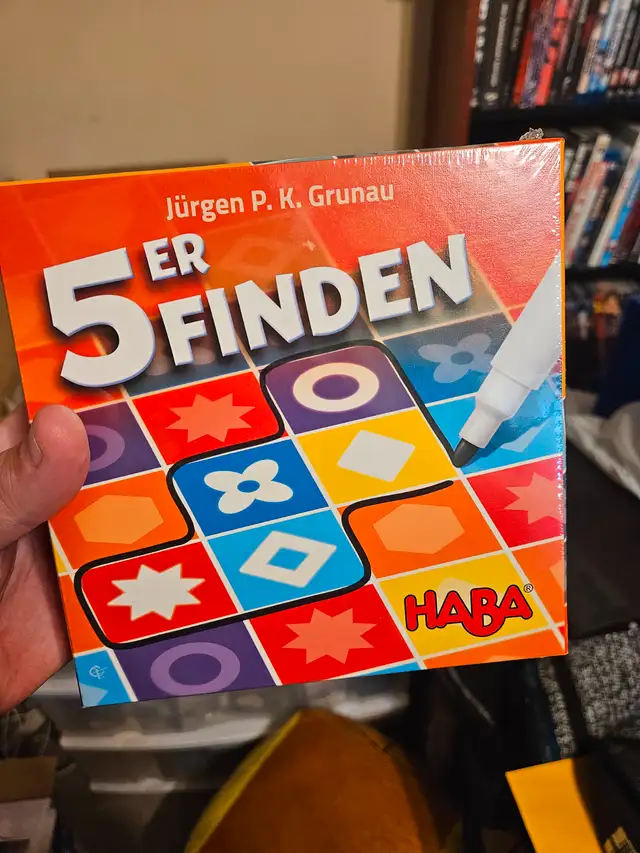 Jürgen P. K. Grunau
5ER
FINDEN
HABA®